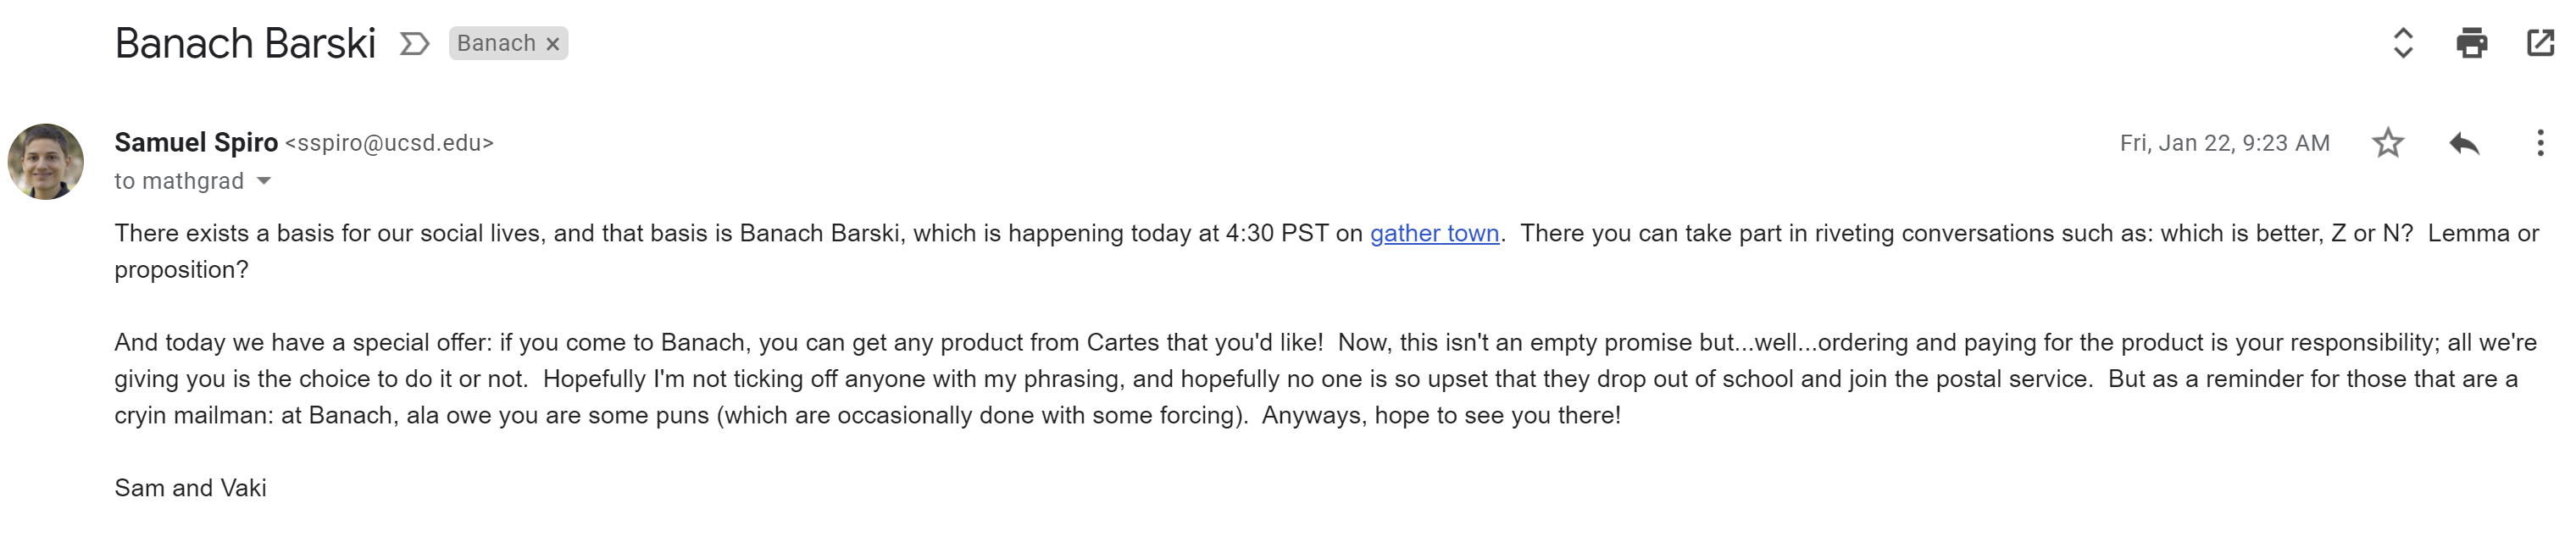 Banach Barski Banach ×
Samuel Spiro <sspiro@ucsd.edu> Fri, Jan 22, 9:23 AM
to mathgrad
There exists a basis for our social lives, and that basis is Banach Barski, which is happening today at 4:30 PST on gather town.  There you can take part in riveting conversations such as: which is better, Z or N?  Lemma or
proposition?
And today we have a special offer: if you come to Banach, you can get any product from Cartes that you'd like!  Now, this isn't an empty promise but...well...ordering and paying for the product is your responsibility; all we're
giving you is the choice to do it or not.  Hopefully I'm not ticking off anyone with my phrasing, and hopefully no one is so upset that they drop out of school and join the postal service.  But as a reminder for those that are a
cryin mailman: at Banach, ala owe you are some puns (which are occasionally done with some forcing).  Anyways, hope to see you there!
Sam and Vaki